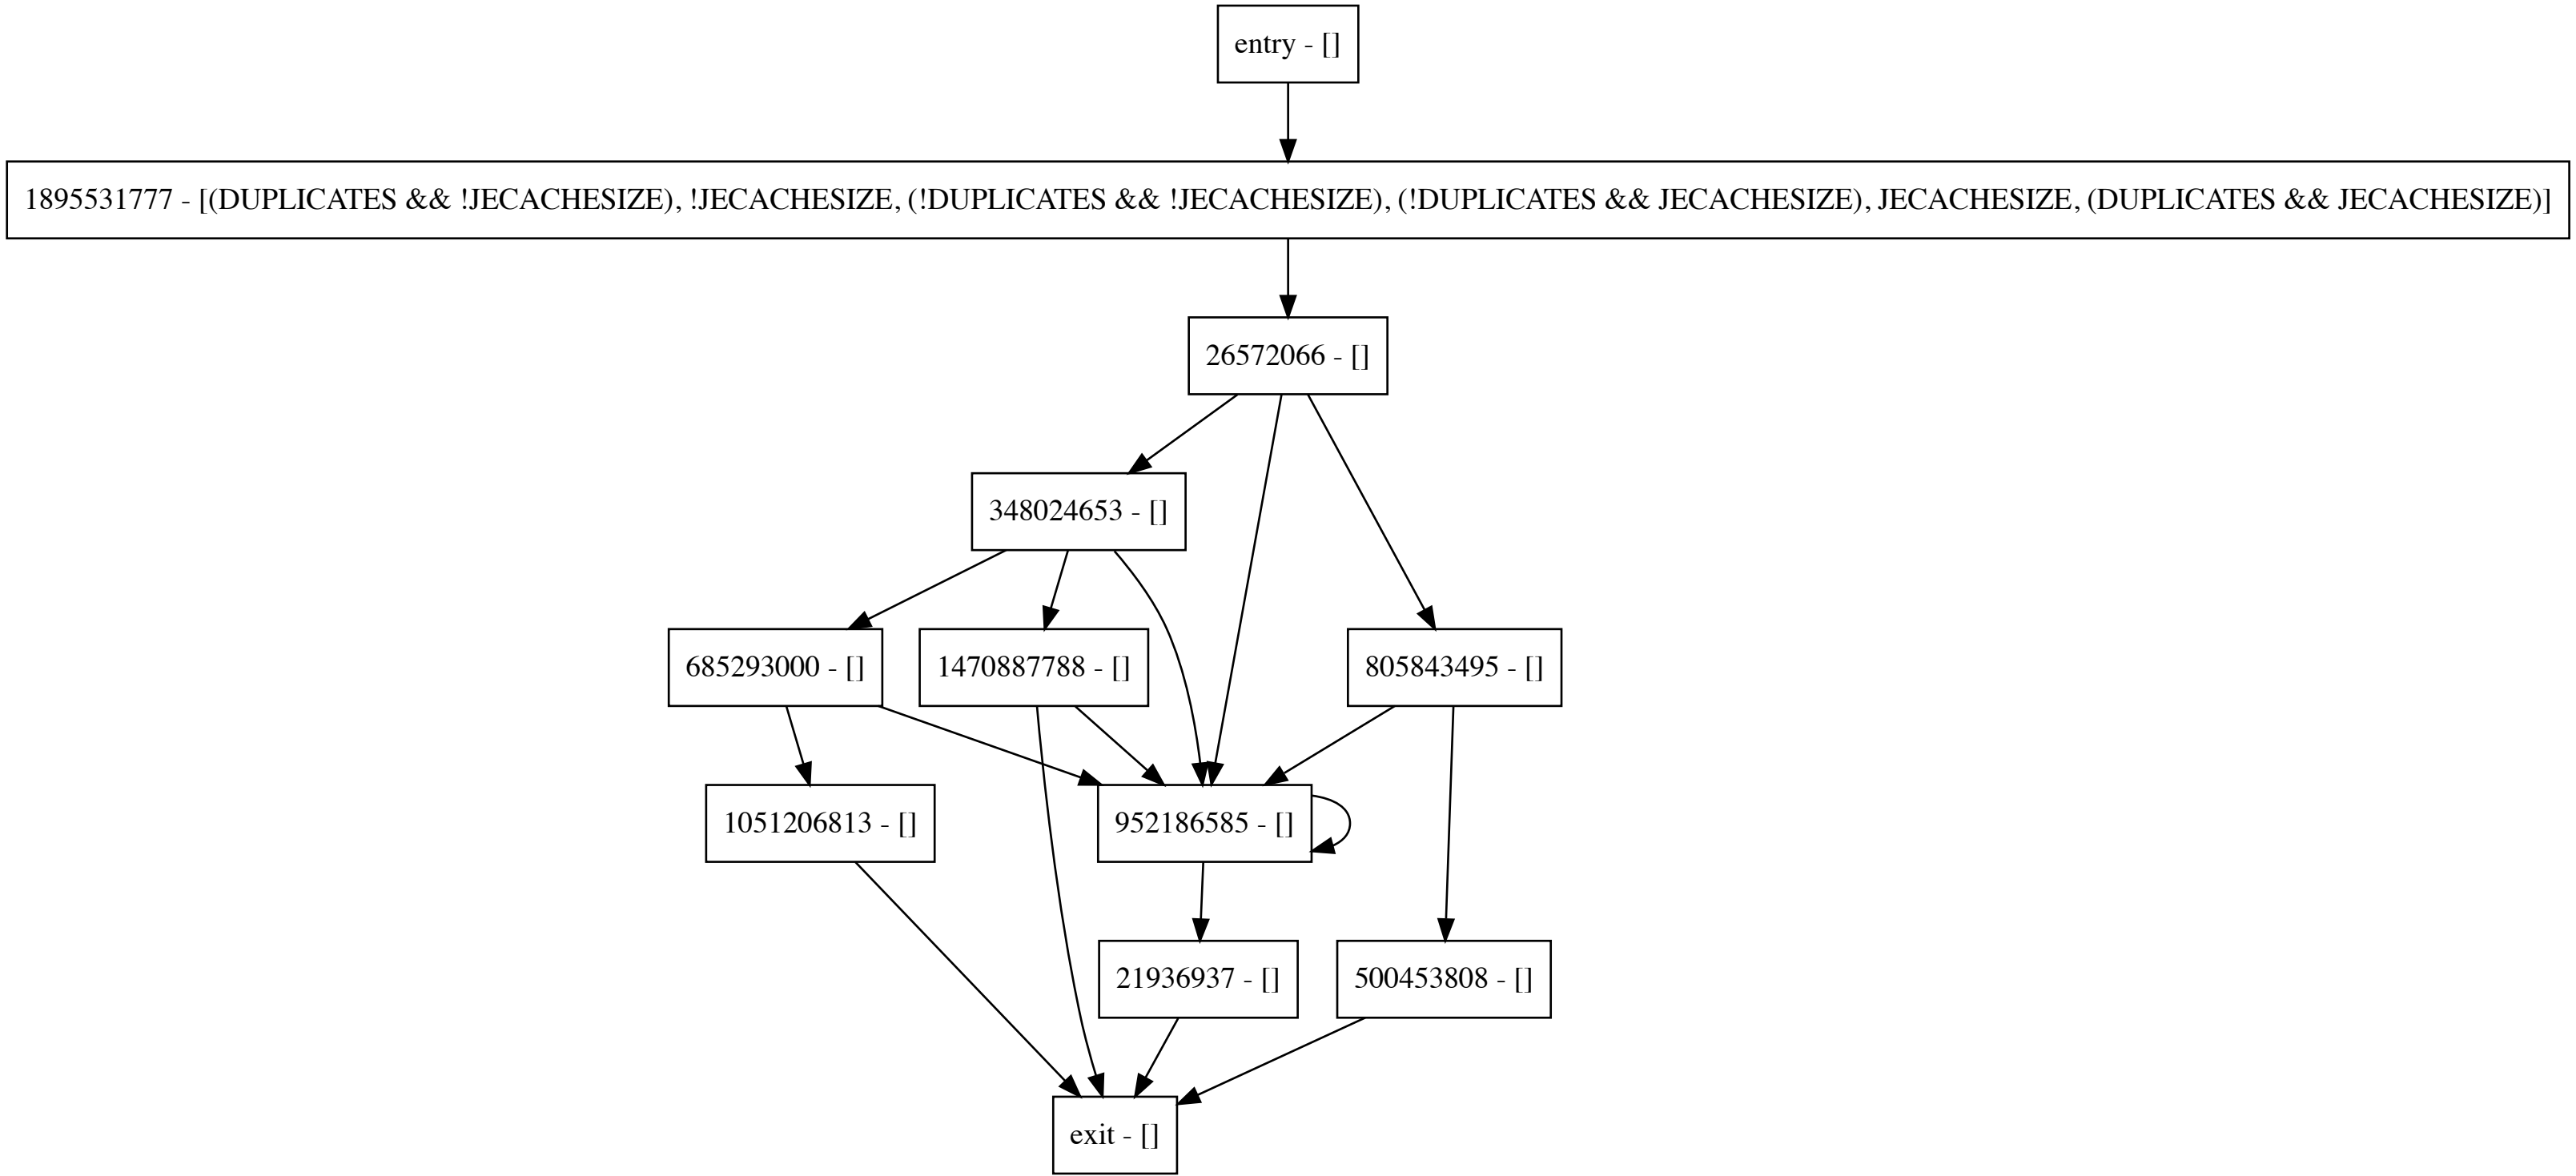 entry - []
1895531777 - [(DUPLICATES && !JECACHESIZE), !JECACHESIZE, (!DUPLICATES && !JECACHESIZE), (!DUPLICATES && JECACHESIZE), JECACHESIZE, (DUPLICATES && JECACHESIZE)]
26572066 - []
348024653 - []
685293000 - []
1470887788 - []
805843495 - []
1051206813 - []
952186585 - []
21936937 - []
500453808 - []
exit - []